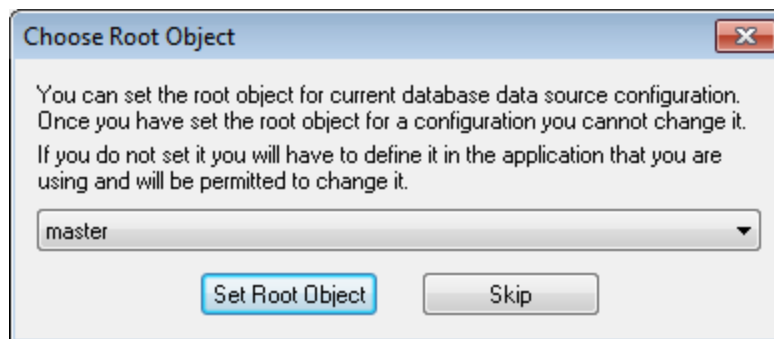 Choose Root Object
You can set the root object for current database data source configuration.
Once you have set the root object for a configuration you cannot change it.
If you do not set it you will have to define it in the application that you are
using and will be permitted to change it.
master
Set Root Object
Skip